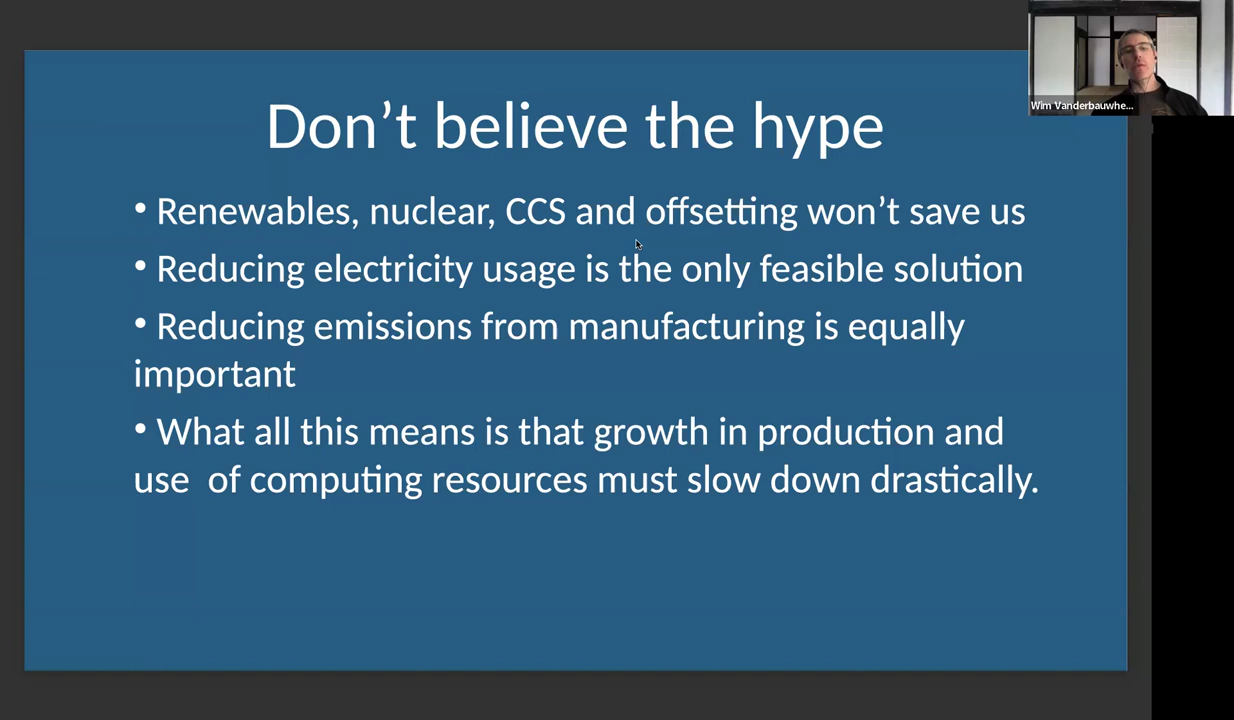 Don’t believe the hype
Wim Vanderbauwhe...
• Renewables, nuclear, CCS and offsetting won’t save us
• Reducing electricity usage is the only feasible solution
• Reducing emissions from manufacturing is equally
important
• What all this means is that growth in production and
use  of computing resources must slow down drastically.